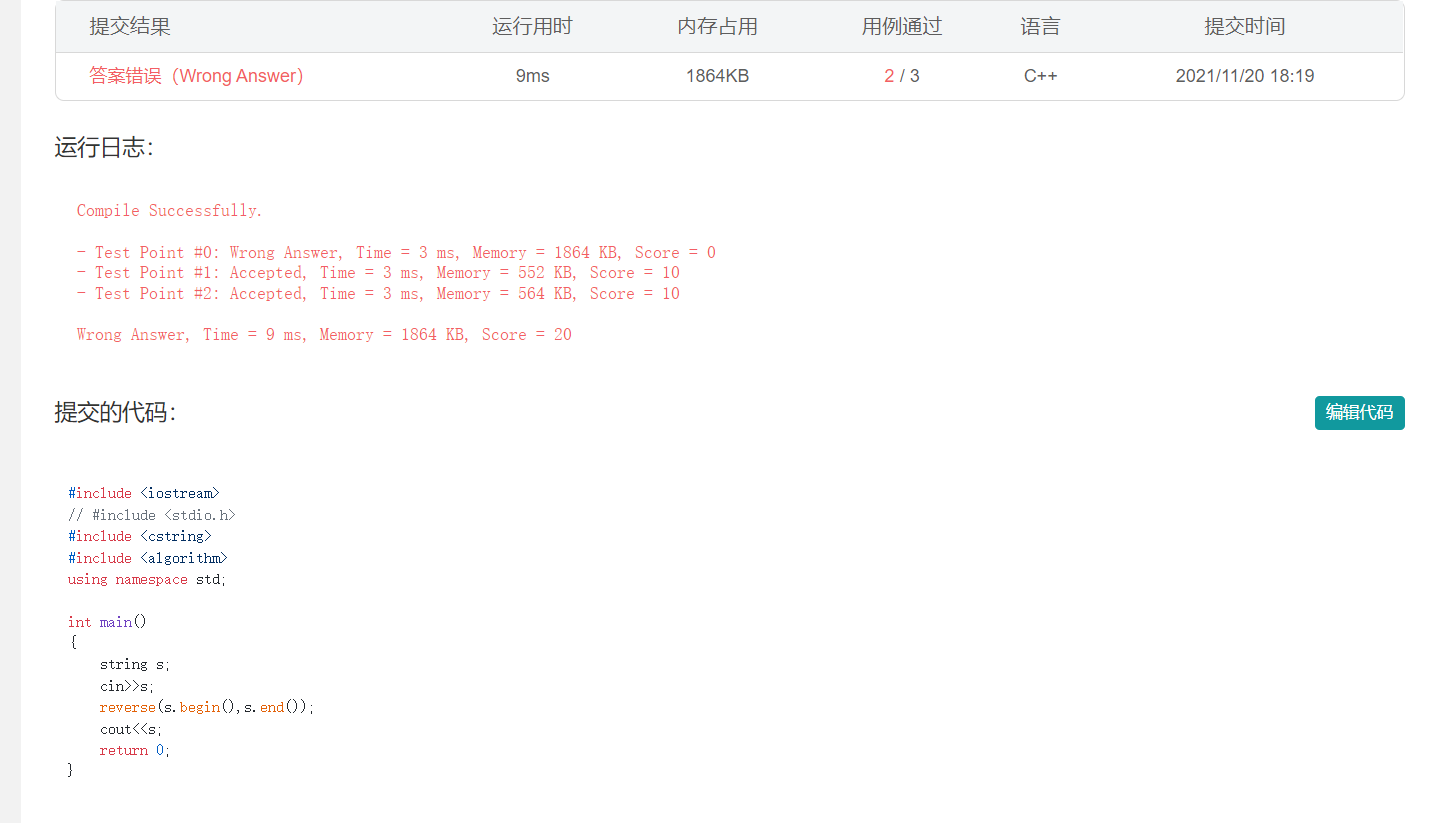 提交结果 运行用时 内存占用 用例通过 语言 提交时间
答案错误（Wrong Answer） 9ms 1864KB 2 / 3 C++ 2021/11/20 18:19
运行日志：
Compile Successfully.
- Test Point #0: Wrong Answer, Time = 3 ms, Memory = 1864 KB, Score = 0
- Test Point #1: Accepted, Time = 3 ms, Memory = 552 KB, Score = 10
- Test Point #2: Accepted, Time = 3 ms, Memory = 564 KB, Score = 10
Wrong Answer, Time = 9 ms, Memory = 1864 KB, Score = 20
提交的代码： 编辑代码
#include <iostream>
// #include <stdio.h>
#include <cstring>
#include <algorithm>
using namespace std;
int main()
{
    string s;
    cin>>s;
    reverse(s.begin(),s.end());
    cout<<s;
    return 0;
}